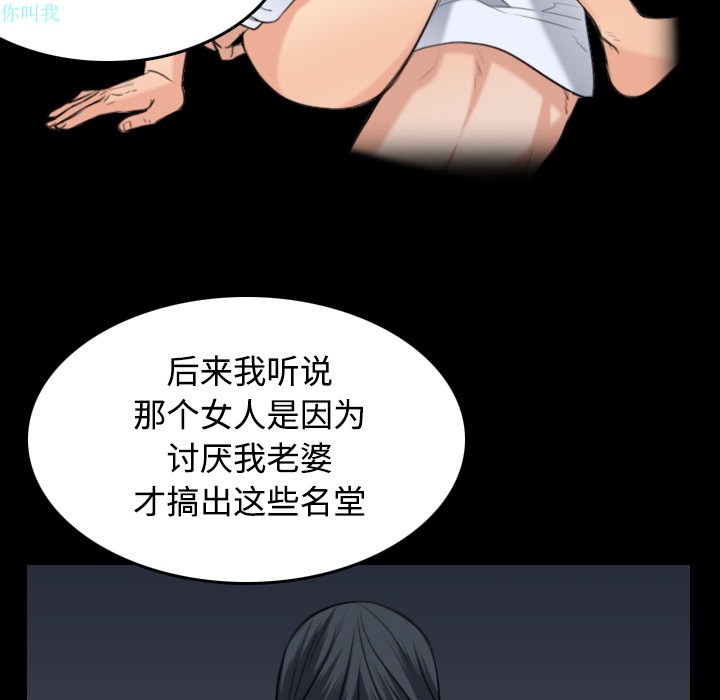 你叫我
后来我听说
那个女人是因为
讨厌我老婆
才搞出这些名堂